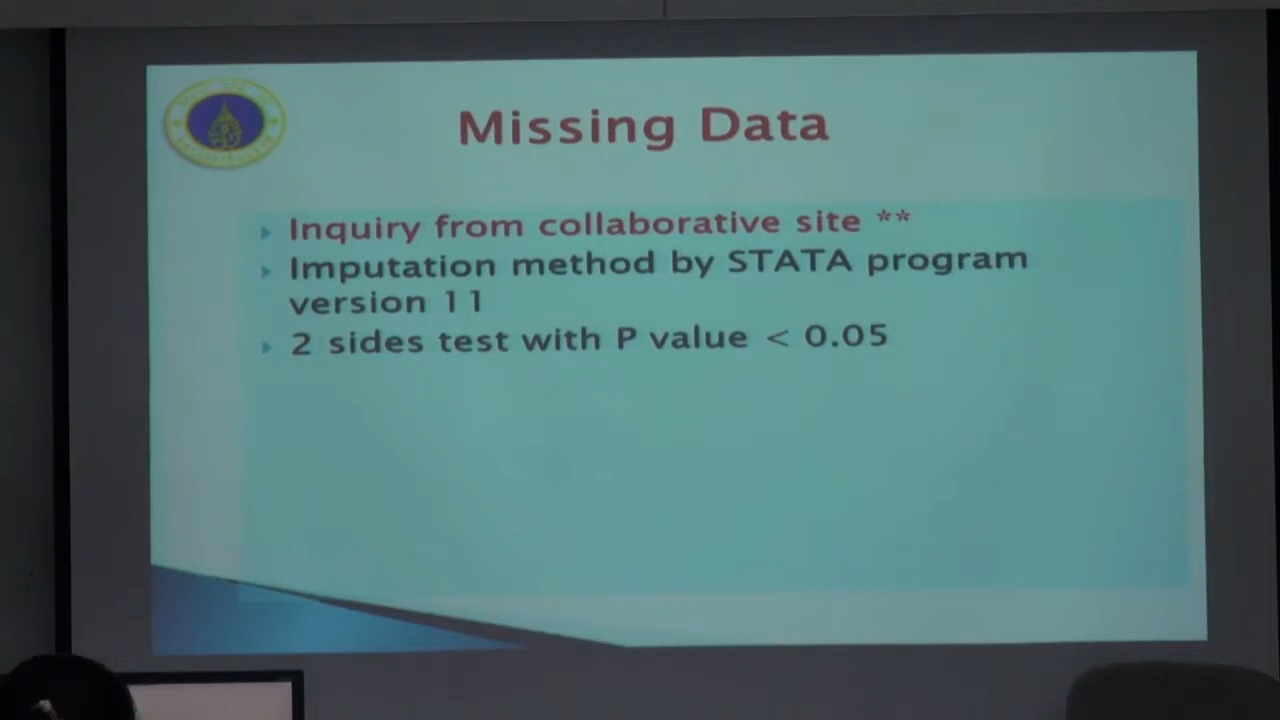 Missing Data
Inquiry from collaborative site **
Imputation method by STATA program
version 11
2 sides test with P value < 0.05